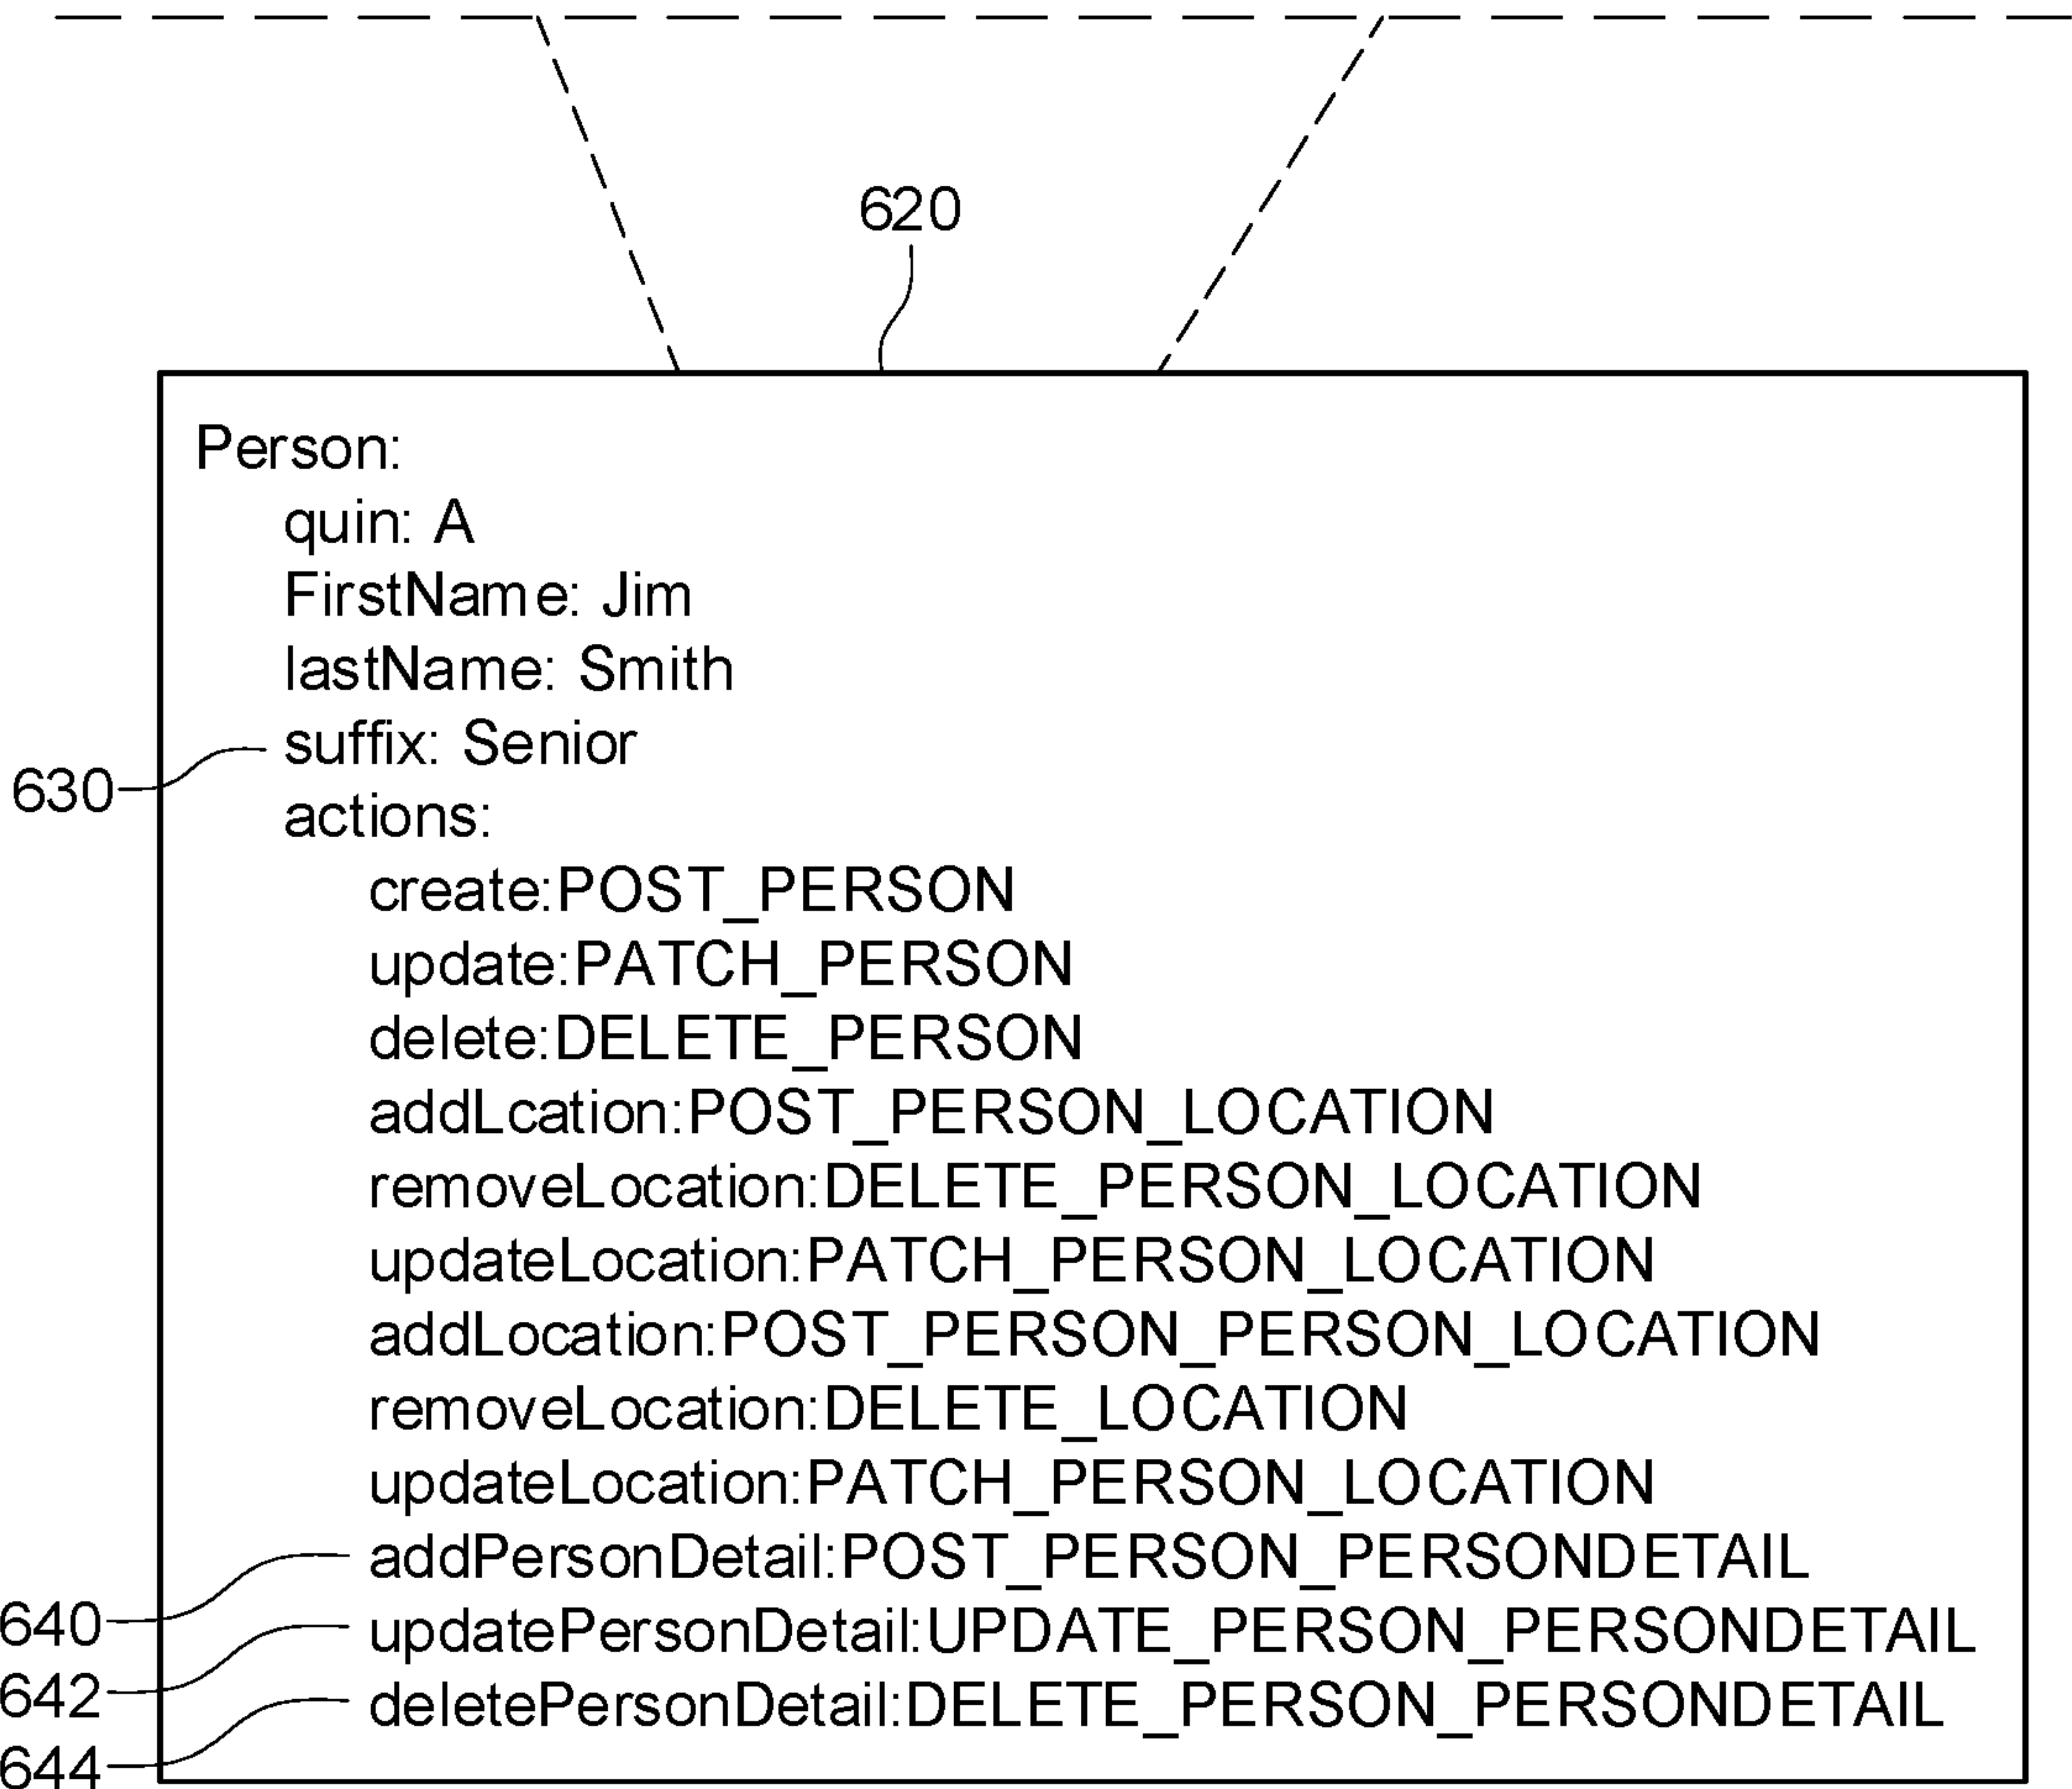 620
Person:
quin: A
FirstName: Jim
lastName: Smith
630 suffix: Senior
actions:
create:POST_PERSON
update:PATCH_PERSON
delete:DELETE_PERSON
addLcation:POST_PERSON_LOCATION
removeLocation:DELETE_PERSON_LOCATION
updateLocation:PATCH_PERSON_LOCATION
addLocation:POST_PERSON_PERSON_LOCATION
removeLocation:DELETE_LOCATION
updateLocation:PATCH_PERSON_LOCATION
640 addPersonDetail:POST_PERSON_PERSONDETAIL
642 updatePersonDetail:UPDATE_PERSON_PERSONDETAIL
644 deletePersonDetail:DELETE_PERSON_PERSONDETAIL